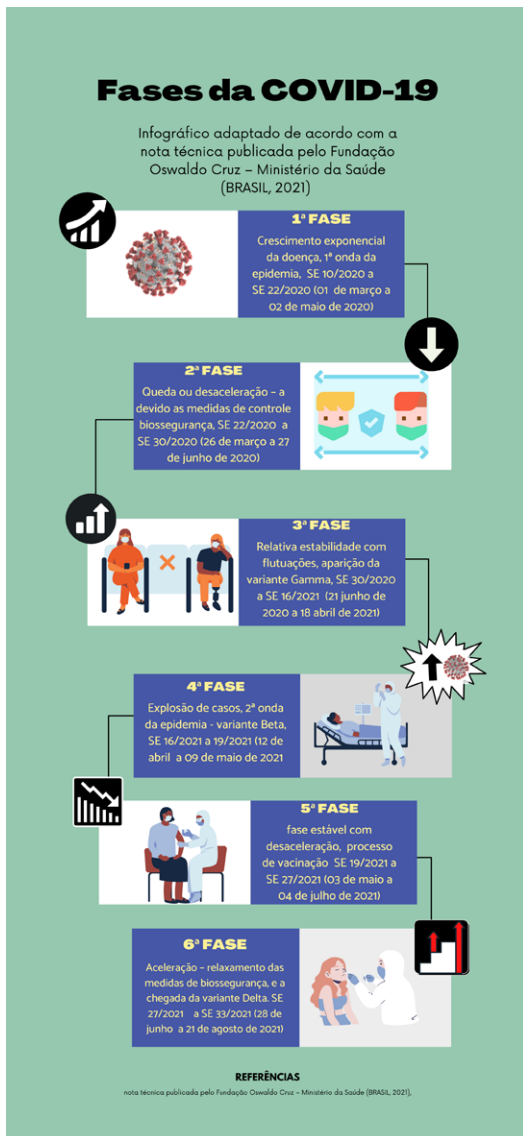 Fases da COVID-19
Infográfico adaptado de acordo com a
nota técnica publicada pelo Fundação
Oswaldo Cruz – Ministério da Saúde
(BRASIL, 2021)
1ª FASE
Crescimento exponencial
da doença, 1ª onda da
epidemia, SE 10/2020 a
SE 22/2020 (01 de março a
02 de maio de 2020)
2ª FASE
Queda ou desaceleração – a
devido as medidas de controle
biossegurança, SE 22/2020 a
SE 30/2020 (26 de março a 27
de junho de 2020)
3ª FASE
Relativa estabilidade com
flutuações, aparição da
variante Gamma, SE 30/2020
a SE 16/2021 (21 junho de
2020 a 18 abril de 2021)
4ª FASE
Explosão de casos, 2ª onda
da epidemia - variante Beta,
SE 16/2021 a 19/2021 (12 de
abril a 09 de maio de 2021
5ª FASE
fase estável com
desaceleração, processo
de vacinação SE 19/2021 a
SE 27/2021 (03 de maio a
04 de julho de 2021)
6ª FASE
Aceleração – relaxamento das
medidas de biossegurança, e a
chegada da variante Delta. SE
27/2021 a SE 33/2021 (28 de
junho a 21 de agosto de 2021)
REFERÊNCIAS
nota técnica publicada pelo Fundação Oswaldo Cruz – Ministério da Saúde (BRASIL, 2021),